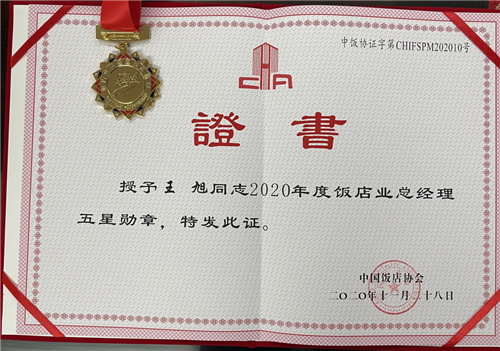 中饭协证字第CHIFSPM202010号
CHA
證 書
授予王 旭同志2020年度饭店业总经理
五星勋章，特发此证。
中国饭店协会
二〇二〇年十一月二十八日